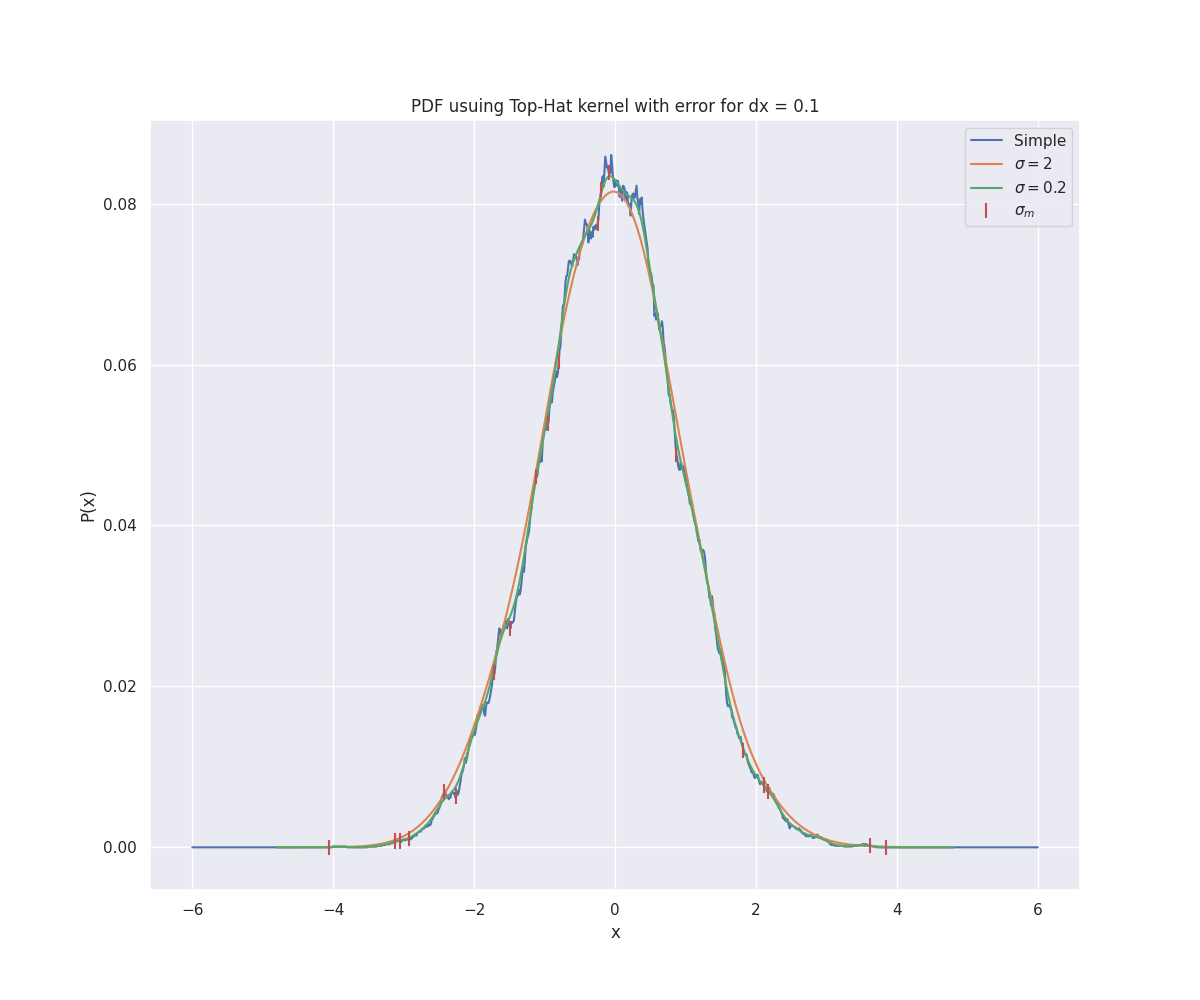 PDF usuing Top-Hat kernel with error for dx = 0.1
Simple
σ = 2
σ = 0.2
σₘ
P(x)
0.08
0.06
0.04
0.02
0.00
−6
−4
−2
0
2
4
6
x